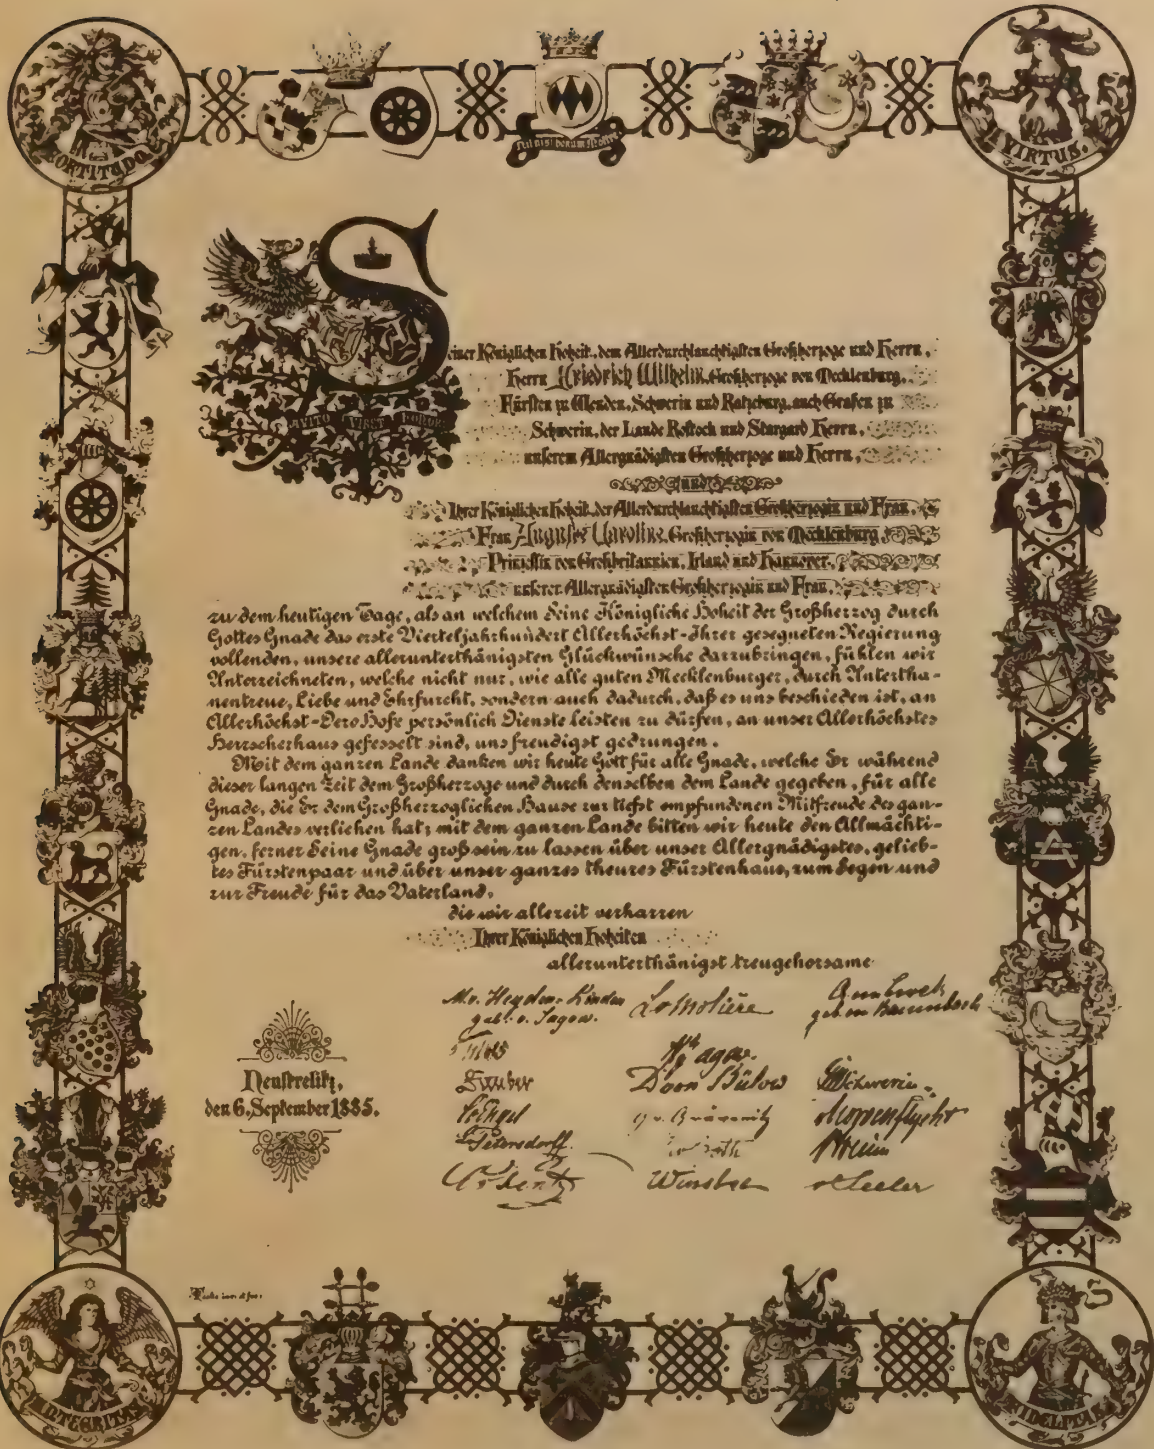 FORTITUDO
VIRTUS.
AVITO VIRET HONORE
Seiner Königlichen Hoheit, dem Allerdurchlauchtigsten Großherzoge und Herrn,
Herrn Friedrich Wilhelm, Großherzoge von Mecklenburg,
Fürsten zu Wenden, Schwerin und Ratzeburg, auch Grafen zu
Schwerin, der Lande Rostock und Stargard Herrn,
unserem Allergnädigsten Großherzoge und Herrn,
und
Ihrer Königlichen Hoheit, der Allerdurchlauchtigsten Großherzogin und Frau,
Frau Auguste Caroline, Großherzogin von Mecklenburg
Prinzessin von Großbritannien, Irland und Hannover,
unserer Allergnädigsten Großherzogin und Frau,
zu dem heutigen Tage, als an welchem Seine Königliche Hoheit der Großherzog durch
Gottes Gnade das erste Vierteljahrhundert Allerhöchst-Ihrer gesegneten Regierung
vollenden, unsere allerunterthänigsten Glückwünsche darzubringen, fühlen wir
Unterzeichneten, welche nicht nur, wie alle guten Mecklenburger, durch Untertha-
nentreue, Liebe und Ehrfurcht, sondern auch dadurch, daß es uns beschieden ist, an
Allerhöchst-Dero Hofe persönlich Dienste leisten zu dürfen, an unser Allerhöchstes
Herrscherhaus gefesselt sind, uns freudigst gedrungen.
Mit dem ganzen Lande danken wir heute Gott für alle Gnade, welche Er während
dieser langen Zeit dem Großherzoge und durch denselben dem Lande gegeben, für alle
Gnade, die Er dem Großherzoglichen Hause zur tiefst empfundenen Mitfreude des gan-
zen Landes verliehen hat; mit dem ganzen Lande bitten wir heute den Allmächti-
gen, ferner Seine Gnade groß sein zu lassen über unser Allergnädigstes, gelieb-
tes Fürstenpaar und über unser ganzes theures Fürstenhaus, zum Segen und
zur Freude für das Vaterland,
die wir allezeit verharren
Ihrer Königlichen Hoheiten
allerunterthänigst treugehorsame
M. v. Heyden-Linden
geb. v. Jagow.
geb. von Baumbach
Neustrelitz,
den 6. September 1885.
D von Bülow
Petersdorff.
INTEGRITAS
FIDELITAS